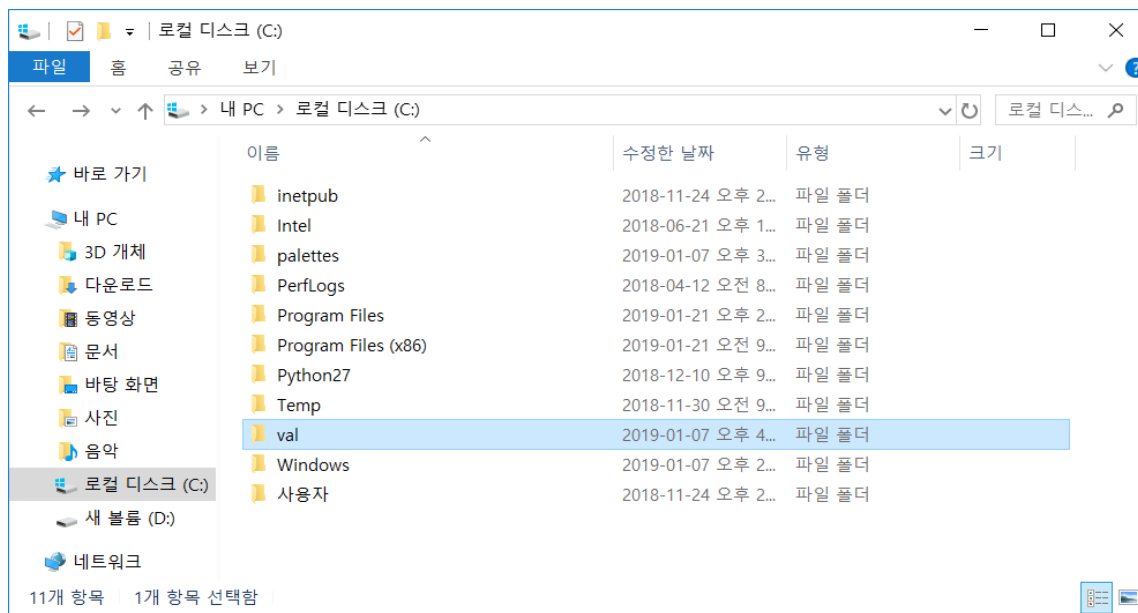 로컬 디스크 (C:)
파일 홈 공유 보기
내 PC > 로컬 디스크 (C:) 로컬 디스...
이름 수정한 날짜 유형 크기
바로 가기
내 PC
3D 개체
다운로드
동영상
문서
바탕 화면
사진
음악
로컬 디스크 (C:)
새 볼륨 (D:)
네트워크
inetpub 2018-11-24 오후 2... 파일 폴더
Intel 2018-06-21 오후 1... 파일 폴더
palettes 2019-01-07 오후 3... 파일 폴더
PerfLogs 2018-04-12 오전 8... 파일 폴더
Program Files 2019-01-21 오후 2... 파일 폴더
Program Files (x86) 2019-01-21 오전 9... 파일 폴더
Python27 2018-12-10 오후 9... 파일 폴더
Temp 2018-11-30 오전 9... 파일 폴더
val 2019-01-07 오후 4... 파일 폴더
Windows 2019-01-07 오후 2... 파일 폴더
사용자 2018-11-24 오후 2... 파일 폴더
11개 항목 1개 항목 선택함